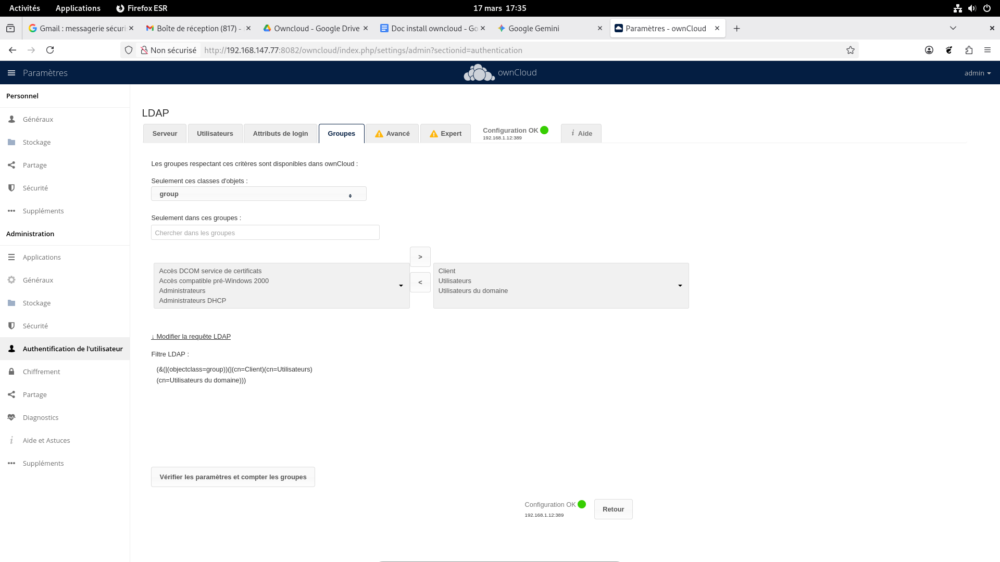 Activités Applications Firefox ESR 17 mars 17:35
Gmail : messagerie sécuri Boîte de réception (817) - Owncloud - Google Drive Doc install owncloud - Go Google Gemini Paramètres - ownCloud
Non sécurisé http://192.168.147.77:8082/owncloud/index.php/settings/admin?sectionid=authentication
Paramètres ownCloud admin
Personnel
Généraux
Stockage
Partage
Sécurité
Suppléments
Administration
Applications
Généraux
Stockage
Sécurité
Authentification de l'utilisateur
Chiffrement
Partage
Diagnostics
Aide et Astuces
Suppléments
LDAP
Serveur Utilisateurs Attributs de login Groupes Avancé Expert Configuration OK i Aide
192.168.1.12:389
Les groupes respectant ces critères sont disponibles dans ownCloud :
Seulement ces classes d'objets :
group
Seulement dans ces groupes :
Chercher dans les groupes
>
<
Accès DCOM service de certificats
Accès compatible pré-Windows 2000
Administrateurs
Administrateurs DHCP
Client
Utilisateurs
Utilisateurs du domaine
↓ Modifier la requête LDAP
Filtre LDAP :
(&(|(objectclass=group))(|(cn=Client)(cn=Utilisateurs)
(cn=Utilisateurs du domaine)))
Vérifier les paramètres et compter les groupes
Configuration OK
192.168.1.12:389
Retour